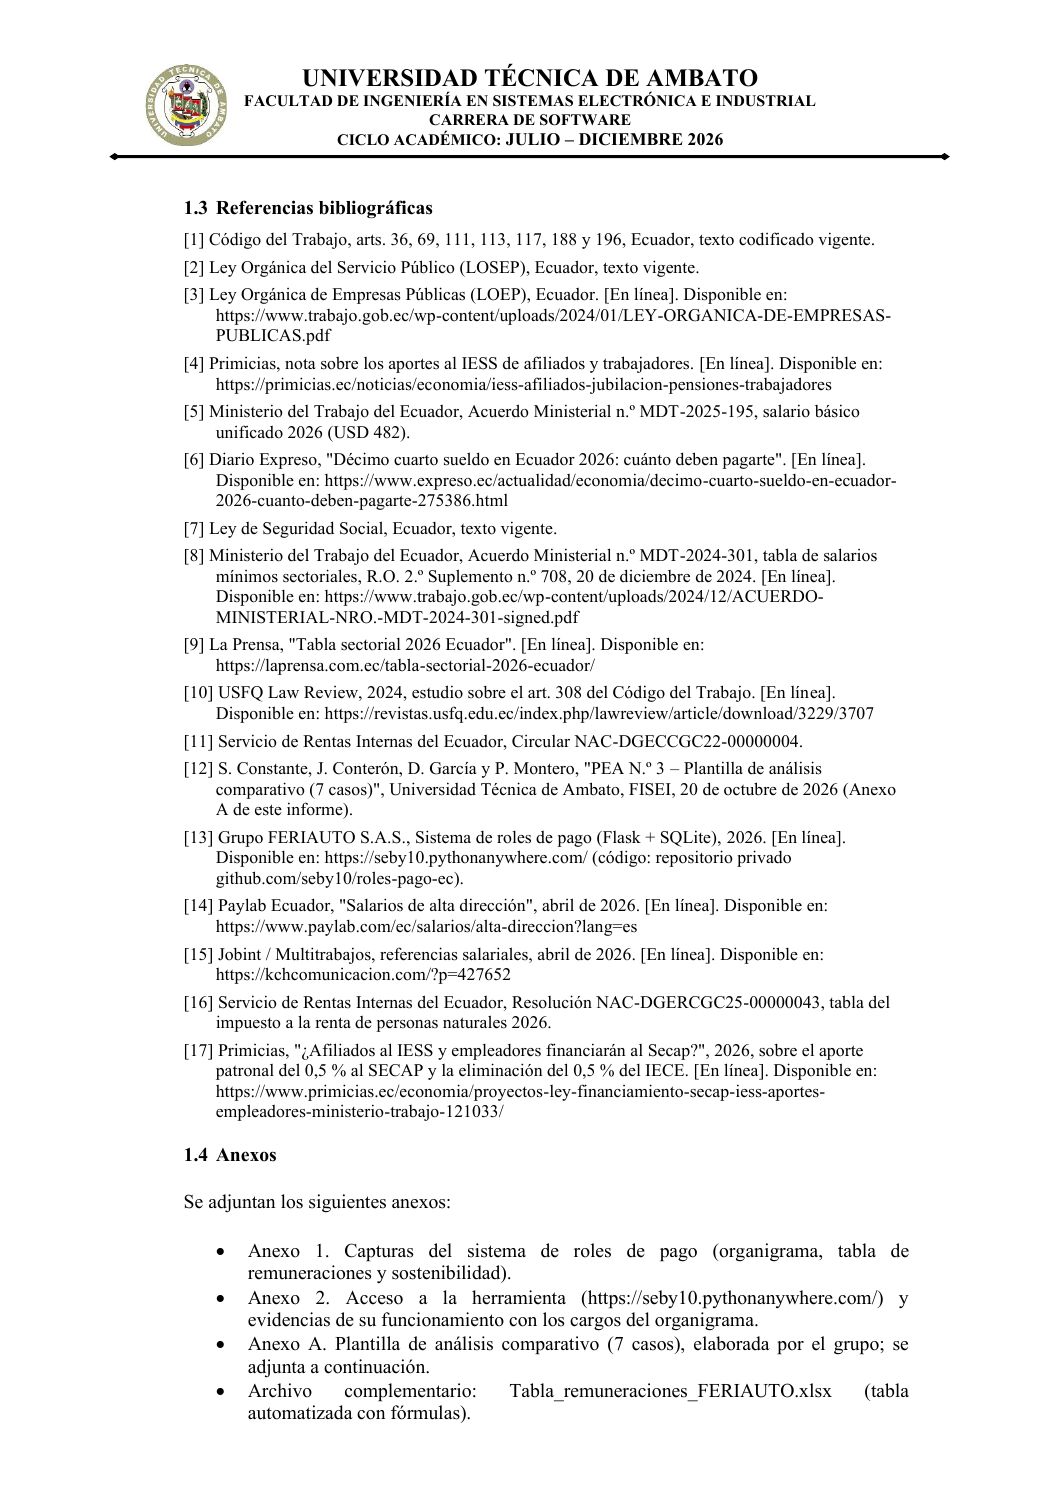 UNIVERSIDAD TÉCNICA DE AMBATO
FACULTAD DE INGENIERÍA EN SISTEMAS ELECTRÓNICA E INDUSTRIAL
CARRERA DE SOFTWARE
CICLO ACADÉMICO: JULIO – DICIEMBRE 2026
1.3 Referencias bibliográficas
[1] Código del Trabajo, arts. 36, 69, 111, 113, 117, 188 y 196, Ecuador, texto codificado vigente.
[2] Ley Orgánica del Servicio Público (LOSEP), Ecuador, texto vigente.
[3] Ley Orgánica de Empresas Públicas (LOEP), Ecuador. [En línea]. Disponible en:
https://www.trabajo.gob.ec/wp-content/uploads/2024/01/LEY-ORGANICA-DE-EMPRESAS-
PUBLICAS.pdf
[4] Primicias, nota sobre los aportes al IESS de afiliados y trabajadores. [En línea]. Disponible en:
https://primicias.ec/noticias/economia/iess-afiliados-jubilacion-pensiones-trabajadores
[5] Ministerio del Trabajo del Ecuador, Acuerdo Ministerial n.º MDT-2025-195, salario básico
unificado 2026 (USD 482).
[6] Diario Expreso, "Décimo cuarto sueldo en Ecuador 2026: cuánto deben pagarte". [En línea].
Disponible en: https://www.expreso.ec/actualidad/economia/decimo-cuarto-sueldo-en-ecuador-
2026-cuanto-deben-pagarte-275386.html
[7] Ley de Seguridad Social, Ecuador, texto vigente.
[8] Ministerio del Trabajo del Ecuador, Acuerdo Ministerial n.º MDT-2024-301, tabla de salarios
mínimos sectoriales, R.O. 2.º Suplemento n.º 708, 20 de diciembre de 2024. [En línea].
Disponible en: https://www.trabajo.gob.ec/wp-content/uploads/2024/12/ACUERDO-
MINISTERIAL-NRO.-MDT-2024-301-signed.pdf
[9] La Prensa, "Tabla sectorial 2026 Ecuador". [En línea]. Disponible en:
https://laprensa.com.ec/tabla-sectorial-2026-ecuador/
[10] USFQ Law Review, 2024, estudio sobre el art. 308 del Código del Trabajo. [En línea].
Disponible en: https://revistas.usfq.edu.ec/index.php/lawreview/article/download/3229/3707
[11] Servicio de Rentas Internas del Ecuador, Circular NAC-DGECCGC22-00000004.
[12] S. Constante, J. Conterón, D. García y P. Montero, "PEA N.º 3 – Plantilla de análisis
comparativo (7 casos)", Universidad Técnica de Ambato, FISEI, 20 de octubre de 2026 (Anexo
A de este informe).
[13] Grupo FERIAUTO S.A.S., Sistema de roles de pago (Flask + SQLite), 2026. [En línea].
Disponible en: https://seby10.pythonanywhere.com/ (código: repositorio privado
github.com/seby10/roles-pago-ec).
[14] Paylab Ecuador, "Salarios de alta dirección", abril de 2026. [En línea]. Disponible en:
https://www.paylab.com/ec/salarios/alta-direccion?lang=es
[15] Jobint / Multitrabajos, referencias salariales, abril de 2026. [En línea]. Disponible en:
https://kchcomunicacion.com/?p=427652
[16] Servicio de Rentas Internas del Ecuador, Resolución NAC-DGERCGC25-00000043, tabla del
impuesto a la renta de personas naturales 2026.
[17] Primicias, "¿Afiliados al IESS y empleadores financiarán al Secap?", 2026, sobre el aporte
patronal del 0,5 % al SECAP y la eliminación del 0,5 % del IECE. [En línea]. Disponible en:
https://www.primicias.ec/economia/proyectos-ley-financiamiento-secap-iess-aportes-
empleadores-ministerio-trabajo-121033/
1.4 Anexos
Se adjuntan los siguientes anexos:
• Anexo 1. Capturas del sistema de roles de pago (organigrama, tabla de
remuneraciones y sostenibilidad).
• Anexo 2. Acceso a la herramienta (https://seby10.pythonanywhere.com/) y
evidencias de su funcionamiento con los cargos del organigrama.
• Anexo A. Plantilla de análisis comparativo (7 casos), elaborada por el grupo; se
adjunta a continuación.
• Archivo complementario: Tabla_remuneraciones_FERIAUTO.xlsx (tabla
automatizada con fórmulas).